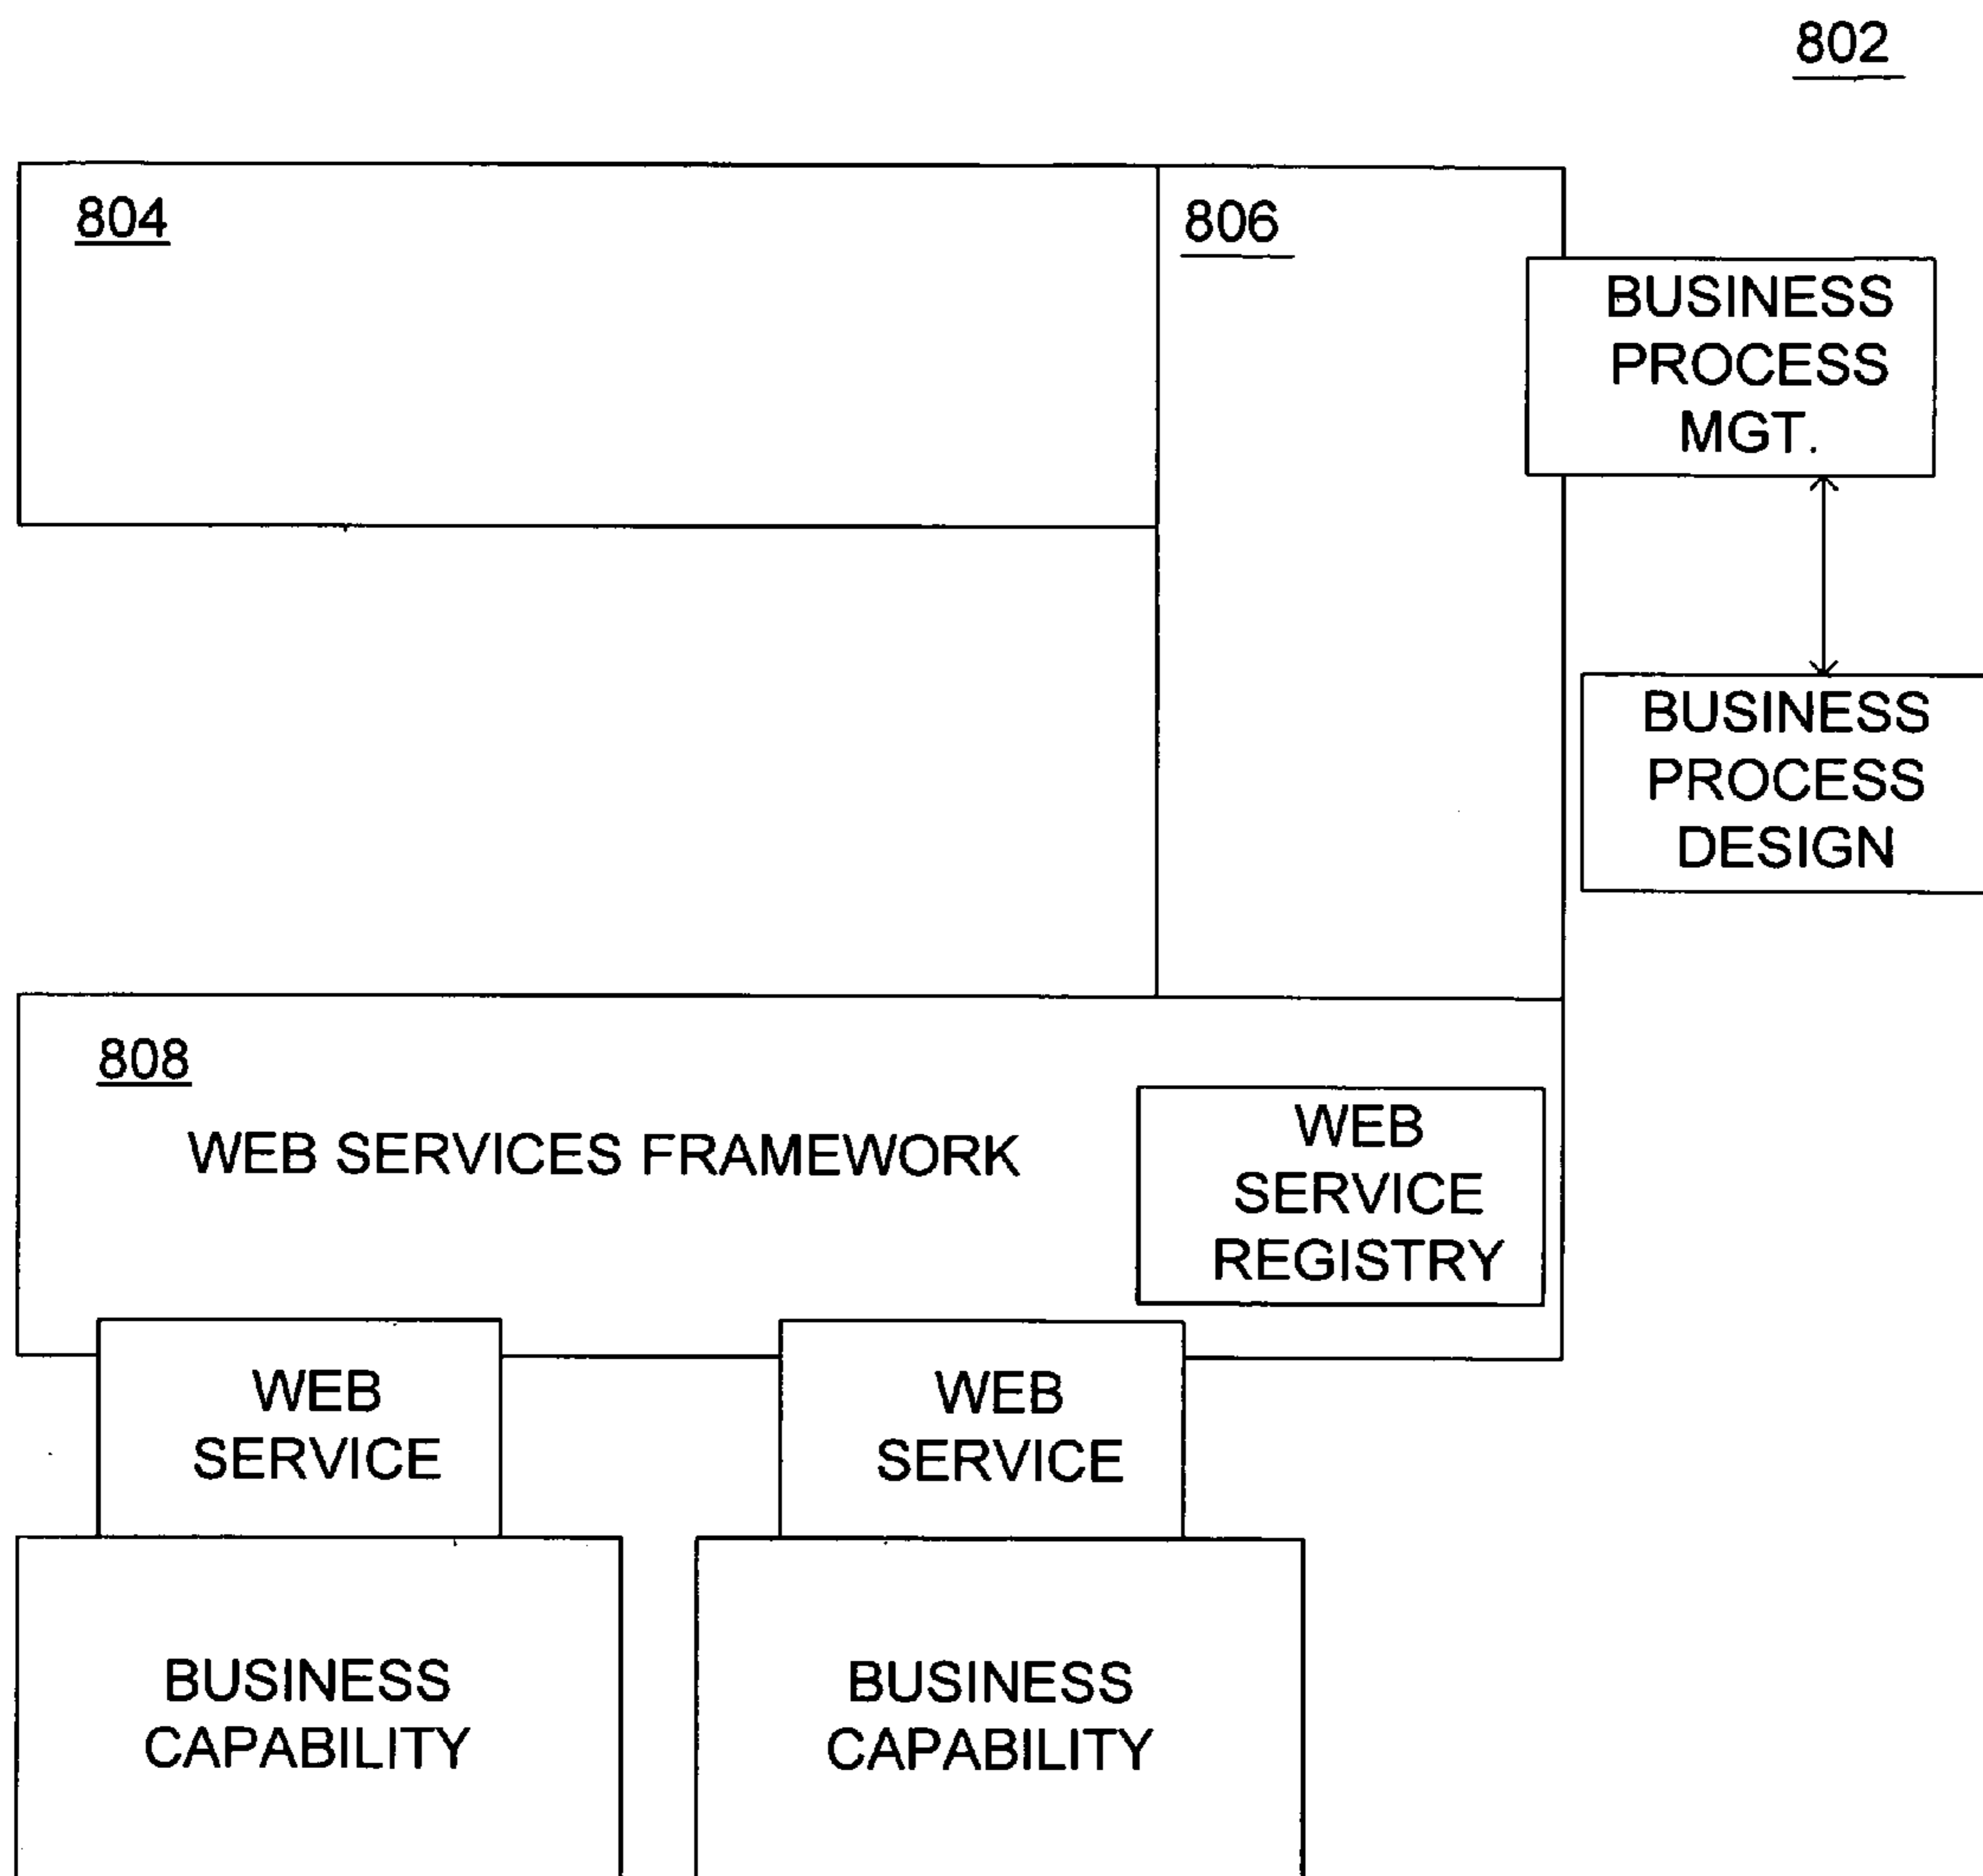 802
804
806
BUSINESS
PROCESS
MGT.
BUSINESS
PROCESS
DESIGN
808
WEB SERVICES FRAMEWORK
WEB
SERVICE
REGISTRY
WEB
SERVICE
WEB
SERVICE
BUSINESS
CAPABILITY
BUSINESS
CAPABILITY